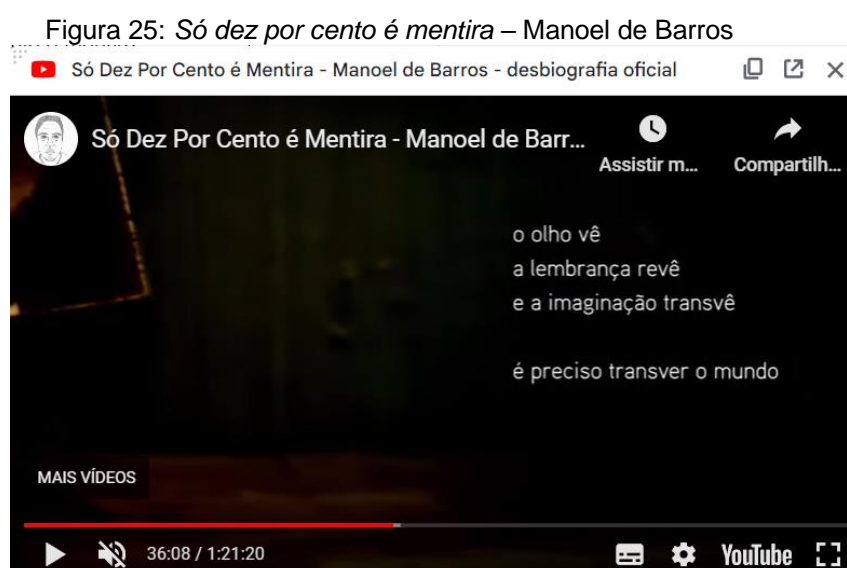 Figura 25: Só dez por cento é mentira – Manoel de Barros
Só Dez Por Cento é Mentira - Manoel de Barros - desbiografia oficial
Só Dez Por Cento é Mentira - Manoel de Barr...
Assistir m... Compartilh...
o olho vê
a lembrança revê
e a imaginação transvê
é preciso transver o mundo
MAIS VÍDEOS
36:08 / 1:21:20 YouTube